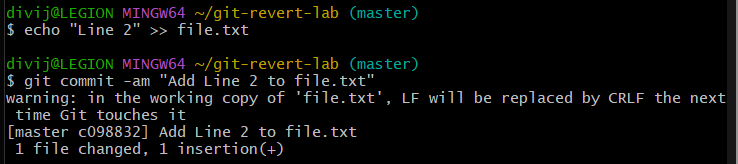 divij@LEGION MINGW64 ~/git-revert-lab (master)
$ echo "Line 2" >> file.txt
divij@LEGION MINGW64 ~/git-revert-lab (master)
$ git commit -am "Add Line 2 to file.txt"
warning: in the working copy of 'file.txt', LF will be replaced by CRLF the next
 time Git touches it
[master c098832] Add Line 2 to file.txt
 1 file changed, 1 insertion(+)